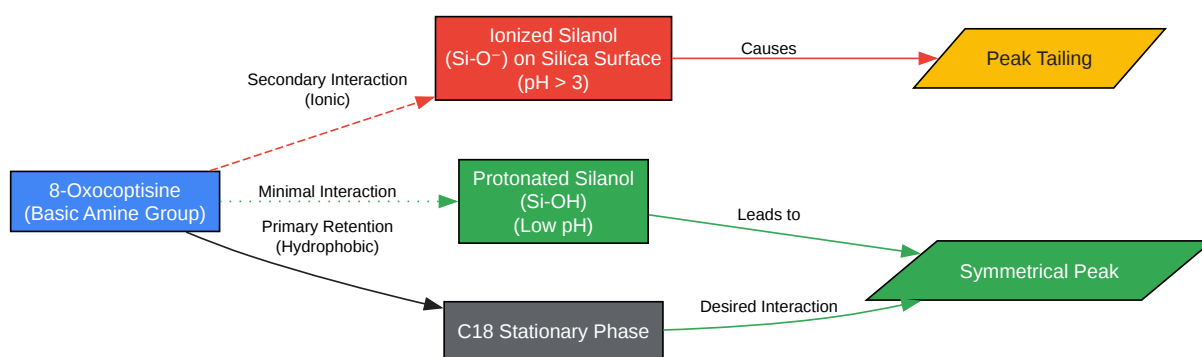 Ionized Silanol
(Si-O⁻) on Silica Surface
(pH > 3)
Causes
Peak Tailing
Secondary Interaction
(Ionic)
8-Oxocoptisine
(Basic Amine Group)
Minimal Interaction
Protonated Silanol
(Si-OH)
(Low pH)
Leads to
Primary Retention
(Hydrophobic)
Symmetrical Peak
C18 Stationary Phase
Desired Interaction